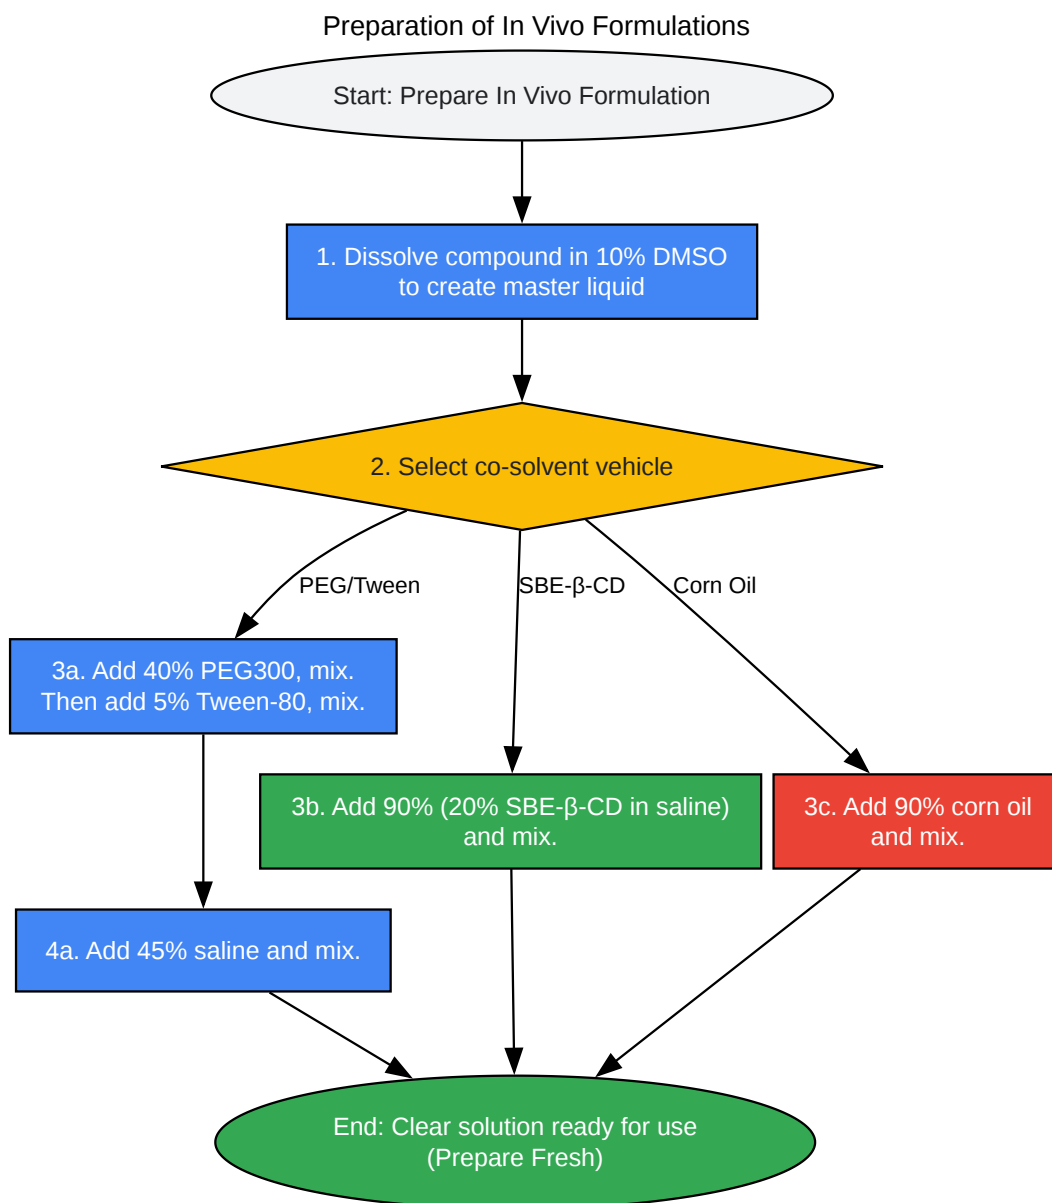 Preparation of In Vivo Formulations
Start: Prepare In Vivo Formulation
1. Dissolve compound in 10% DMSO
to create master liquid
2. Select co-solvent vehicle
PEG/Tween
SBE-β-CD
Corn Oil
3a. Add 40% PEG300, mix.
Then add 5% Tween-80, mix.
3b. Add 90% (20% SBE-β-CD in saline)
and mix.
3c. Add 90% corn oil
and mix.
4a. Add 45% saline and mix.
End: Clear solution ready for use
(Prepare Fresh)